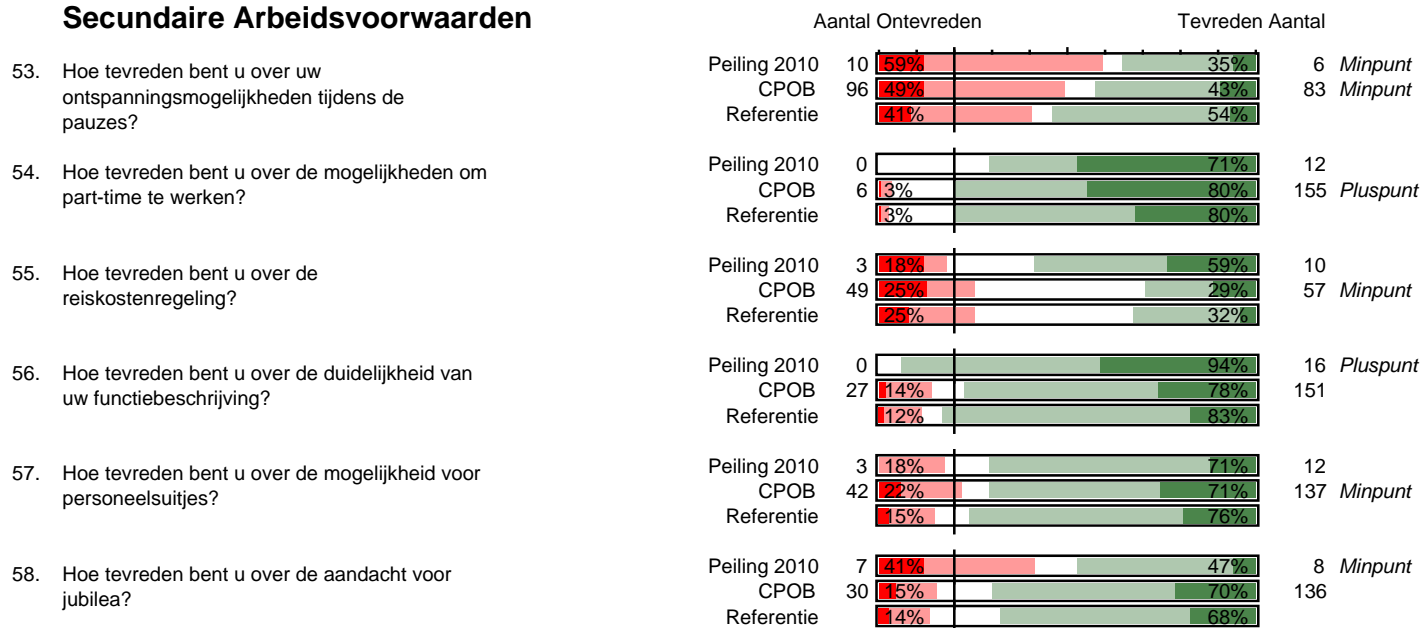 Secundaire Arbeidsvoorwaarden
Aantal Ontevreden Tevreden Aantal
53. Hoe tevreden bent u over uw
ontspanningsmogelijkheden tijdens de
pauzes?
Peiling 2010 10 59% 35% 6 Minpunt
CPOB 96 49% 43% 83 Minpunt
Referentie 41% 54%
54. Hoe tevreden bent u over de mogelijkheden om
part-time te werken?
Peiling 2010 0 71% 12
CPOB 6 3% 80% 155 Pluspunt
Referentie 3% 80%
55. Hoe tevreden bent u over de
reiskostenregeling?
Peiling 2010 3 18% 59% 10
CPOB 49 25% 29% 57 Minpunt
Referentie 25% 32%
56. Hoe tevreden bent u over de duidelijkheid van
uw functiebeschrijving?
Peiling 2010 0 94% 16 Pluspunt
CPOB 27 14% 78% 151
Referentie 12% 83%
57. Hoe tevreden bent u over de mogelijkheid voor
personeelsuitjes?
Peiling 2010 3 18% 71% 12
CPOB 42 22% 71% 137 Minpunt
Referentie 15% 76%
58. Hoe tevreden bent u over de aandacht voor
jubilea?
Peiling 2010 7 41% 47% 8 Minpunt
CPOB 30 15% 70% 136
Referentie 14% 68%